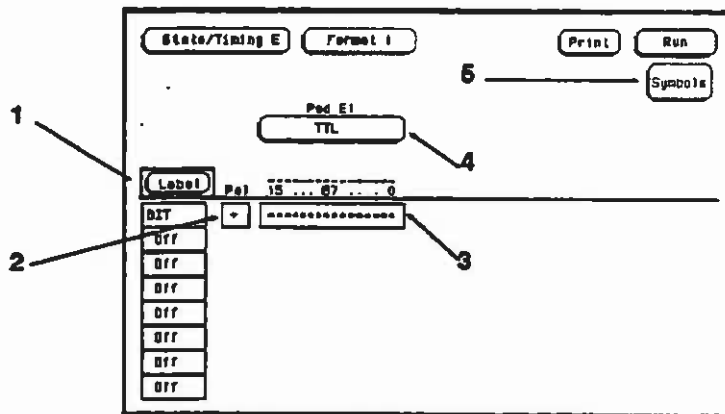 State/Timing E Format 1 Print Run
5 Symbols
Pod E1
TTL
1 4
Label Pol 15 ... 87 .... 0
BIT + ****************
2 Off 3
Off
Off
Off
Off
Off
Off